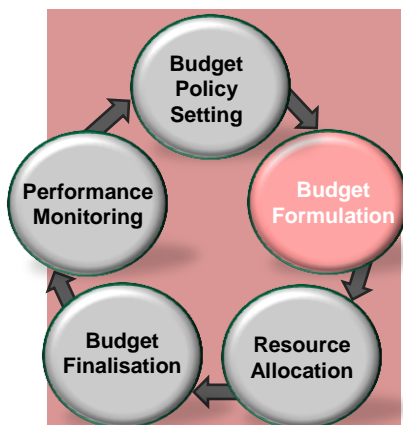 Budget
Policy
Setting
Budget
Formulation
Resource
Allocation
Budget
Finalisation
Performance
Monitoring